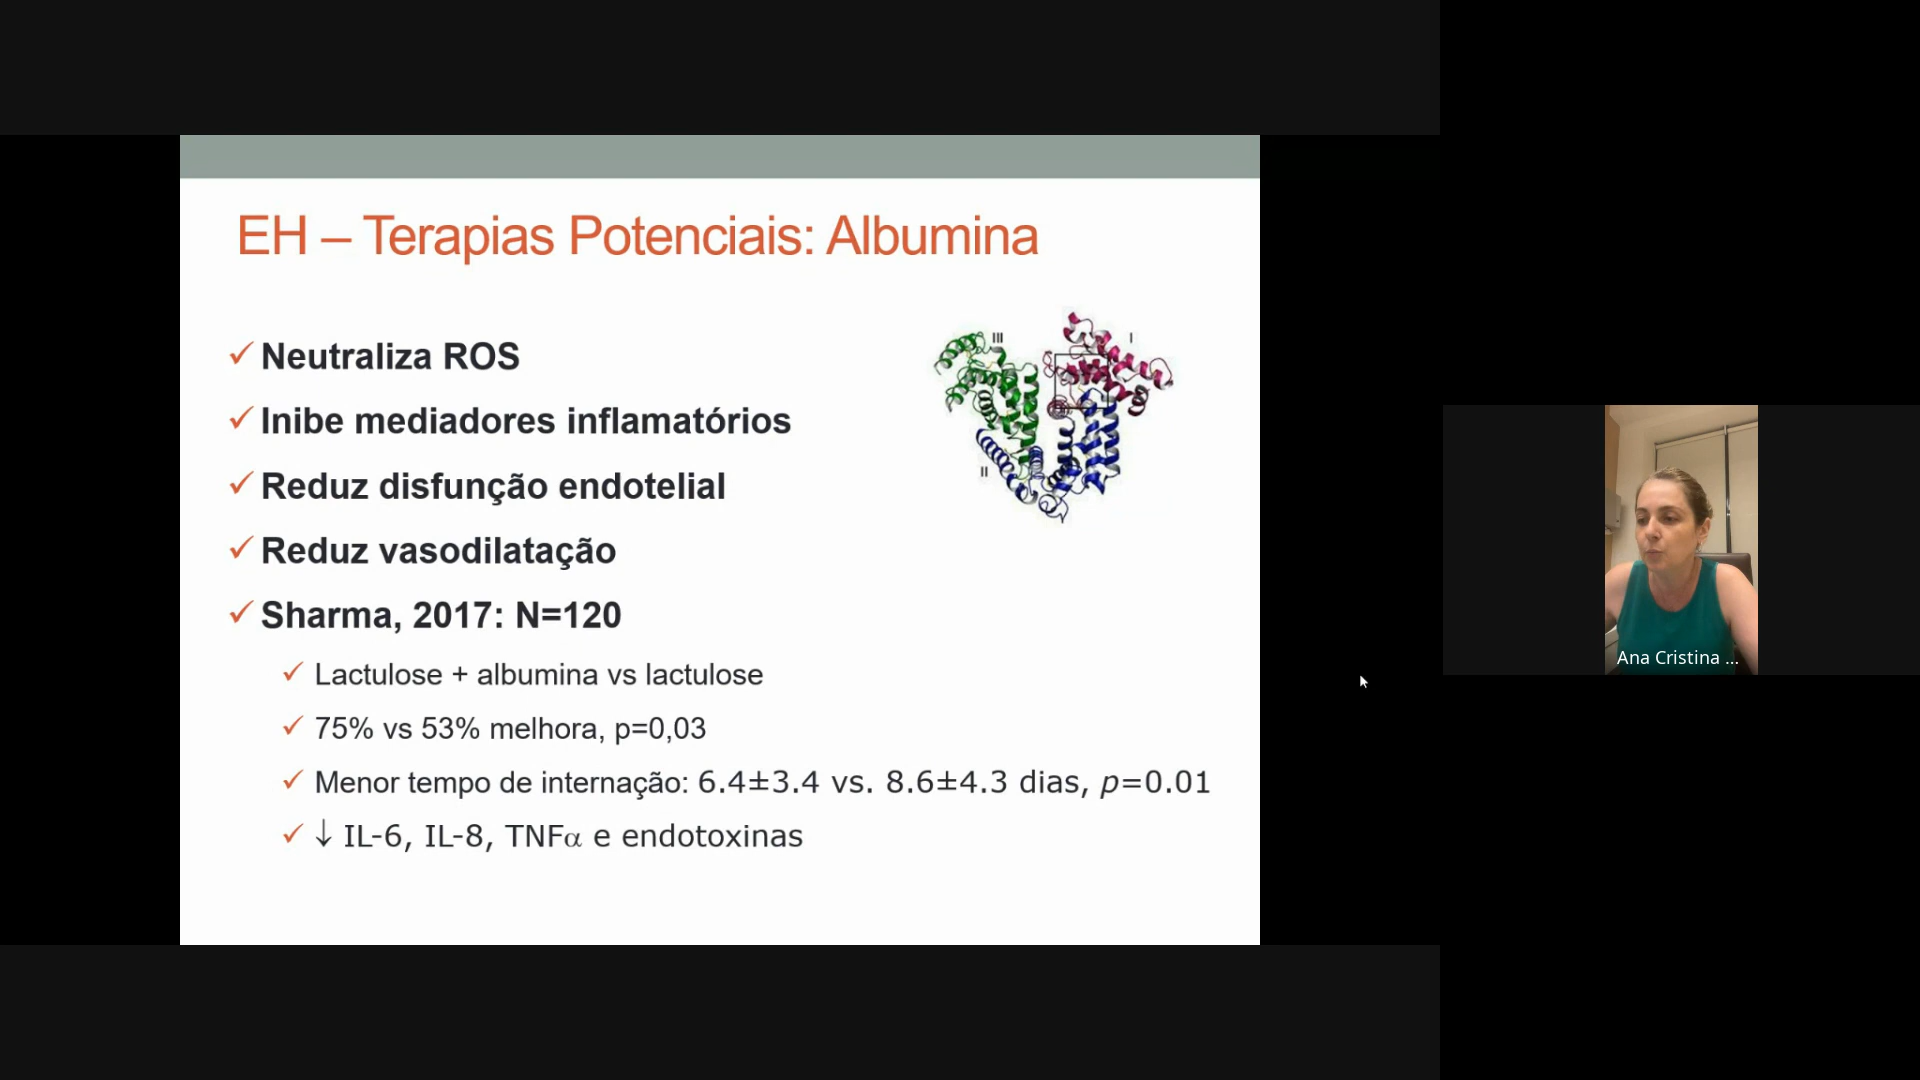 EH – Terapias Potenciais: Albumina
III
I
II
✓ Neutraliza ROS
✓ Inibe mediadores inflamatórios
✓ Reduz disfunção endotelial
✓ Reduz vasodilatação
✓ Sharma, 2017: N=120
✓ Lactulose + albumina vs lactulose
✓ 75% vs 53% melhora, p=0,03
✓ Menor tempo de internação: 6.4±3.4 vs. 8.6±4.3 dias, p=0.01
✓ ↓ IL-6, IL-8, TNFα e endotoxinas
Ana Cristina ...